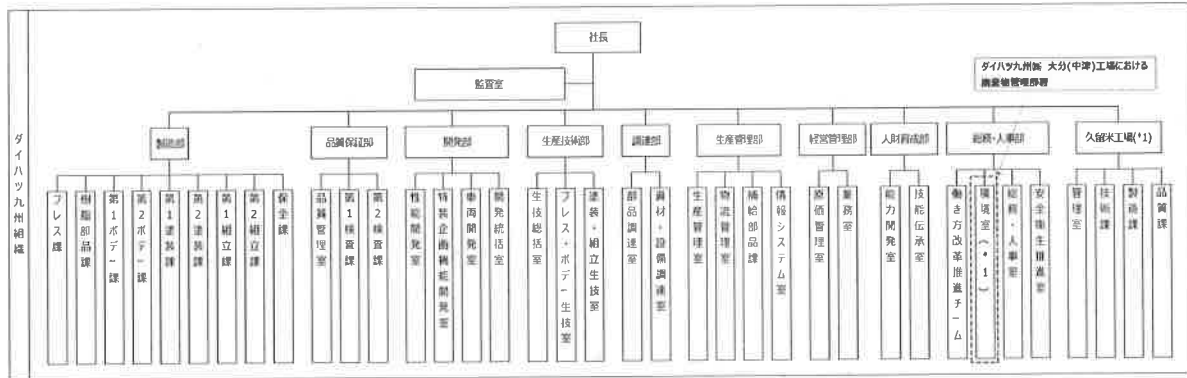 社長
監査室
ダイハツ九州㈱ 大分(中津)工場における
廃棄物管理部署
ダイハツ九州組織
製造部
品質保証部
開発部
生産技術部
調達部
生産管理部
経営管理部
人財育成部
総務・人事部
久留米工場(*1)
プレス課
樹脂部品課
第1ボデー課
第2ボデー課
第1塗装課
第2塗装課
第1組立課
第2組立課
保全課
品質管理室
第1検査課
第2検査課
性能開発室
特装企画機能開発室
車両開発室
開発統括室
生技総括室
プレス・ボデー生技室
塗装・組立生技室
部品調達室
資材・設備調達室
生産管理室
物流管理室
補給部品課
情報システム室
原価管理室
業務室
能力開発室
技能伝承室
働き方改革推進チーム
環境室(*1)
総務・人事室
安全衛生推進室
管理室
技術課
製造課
品質課